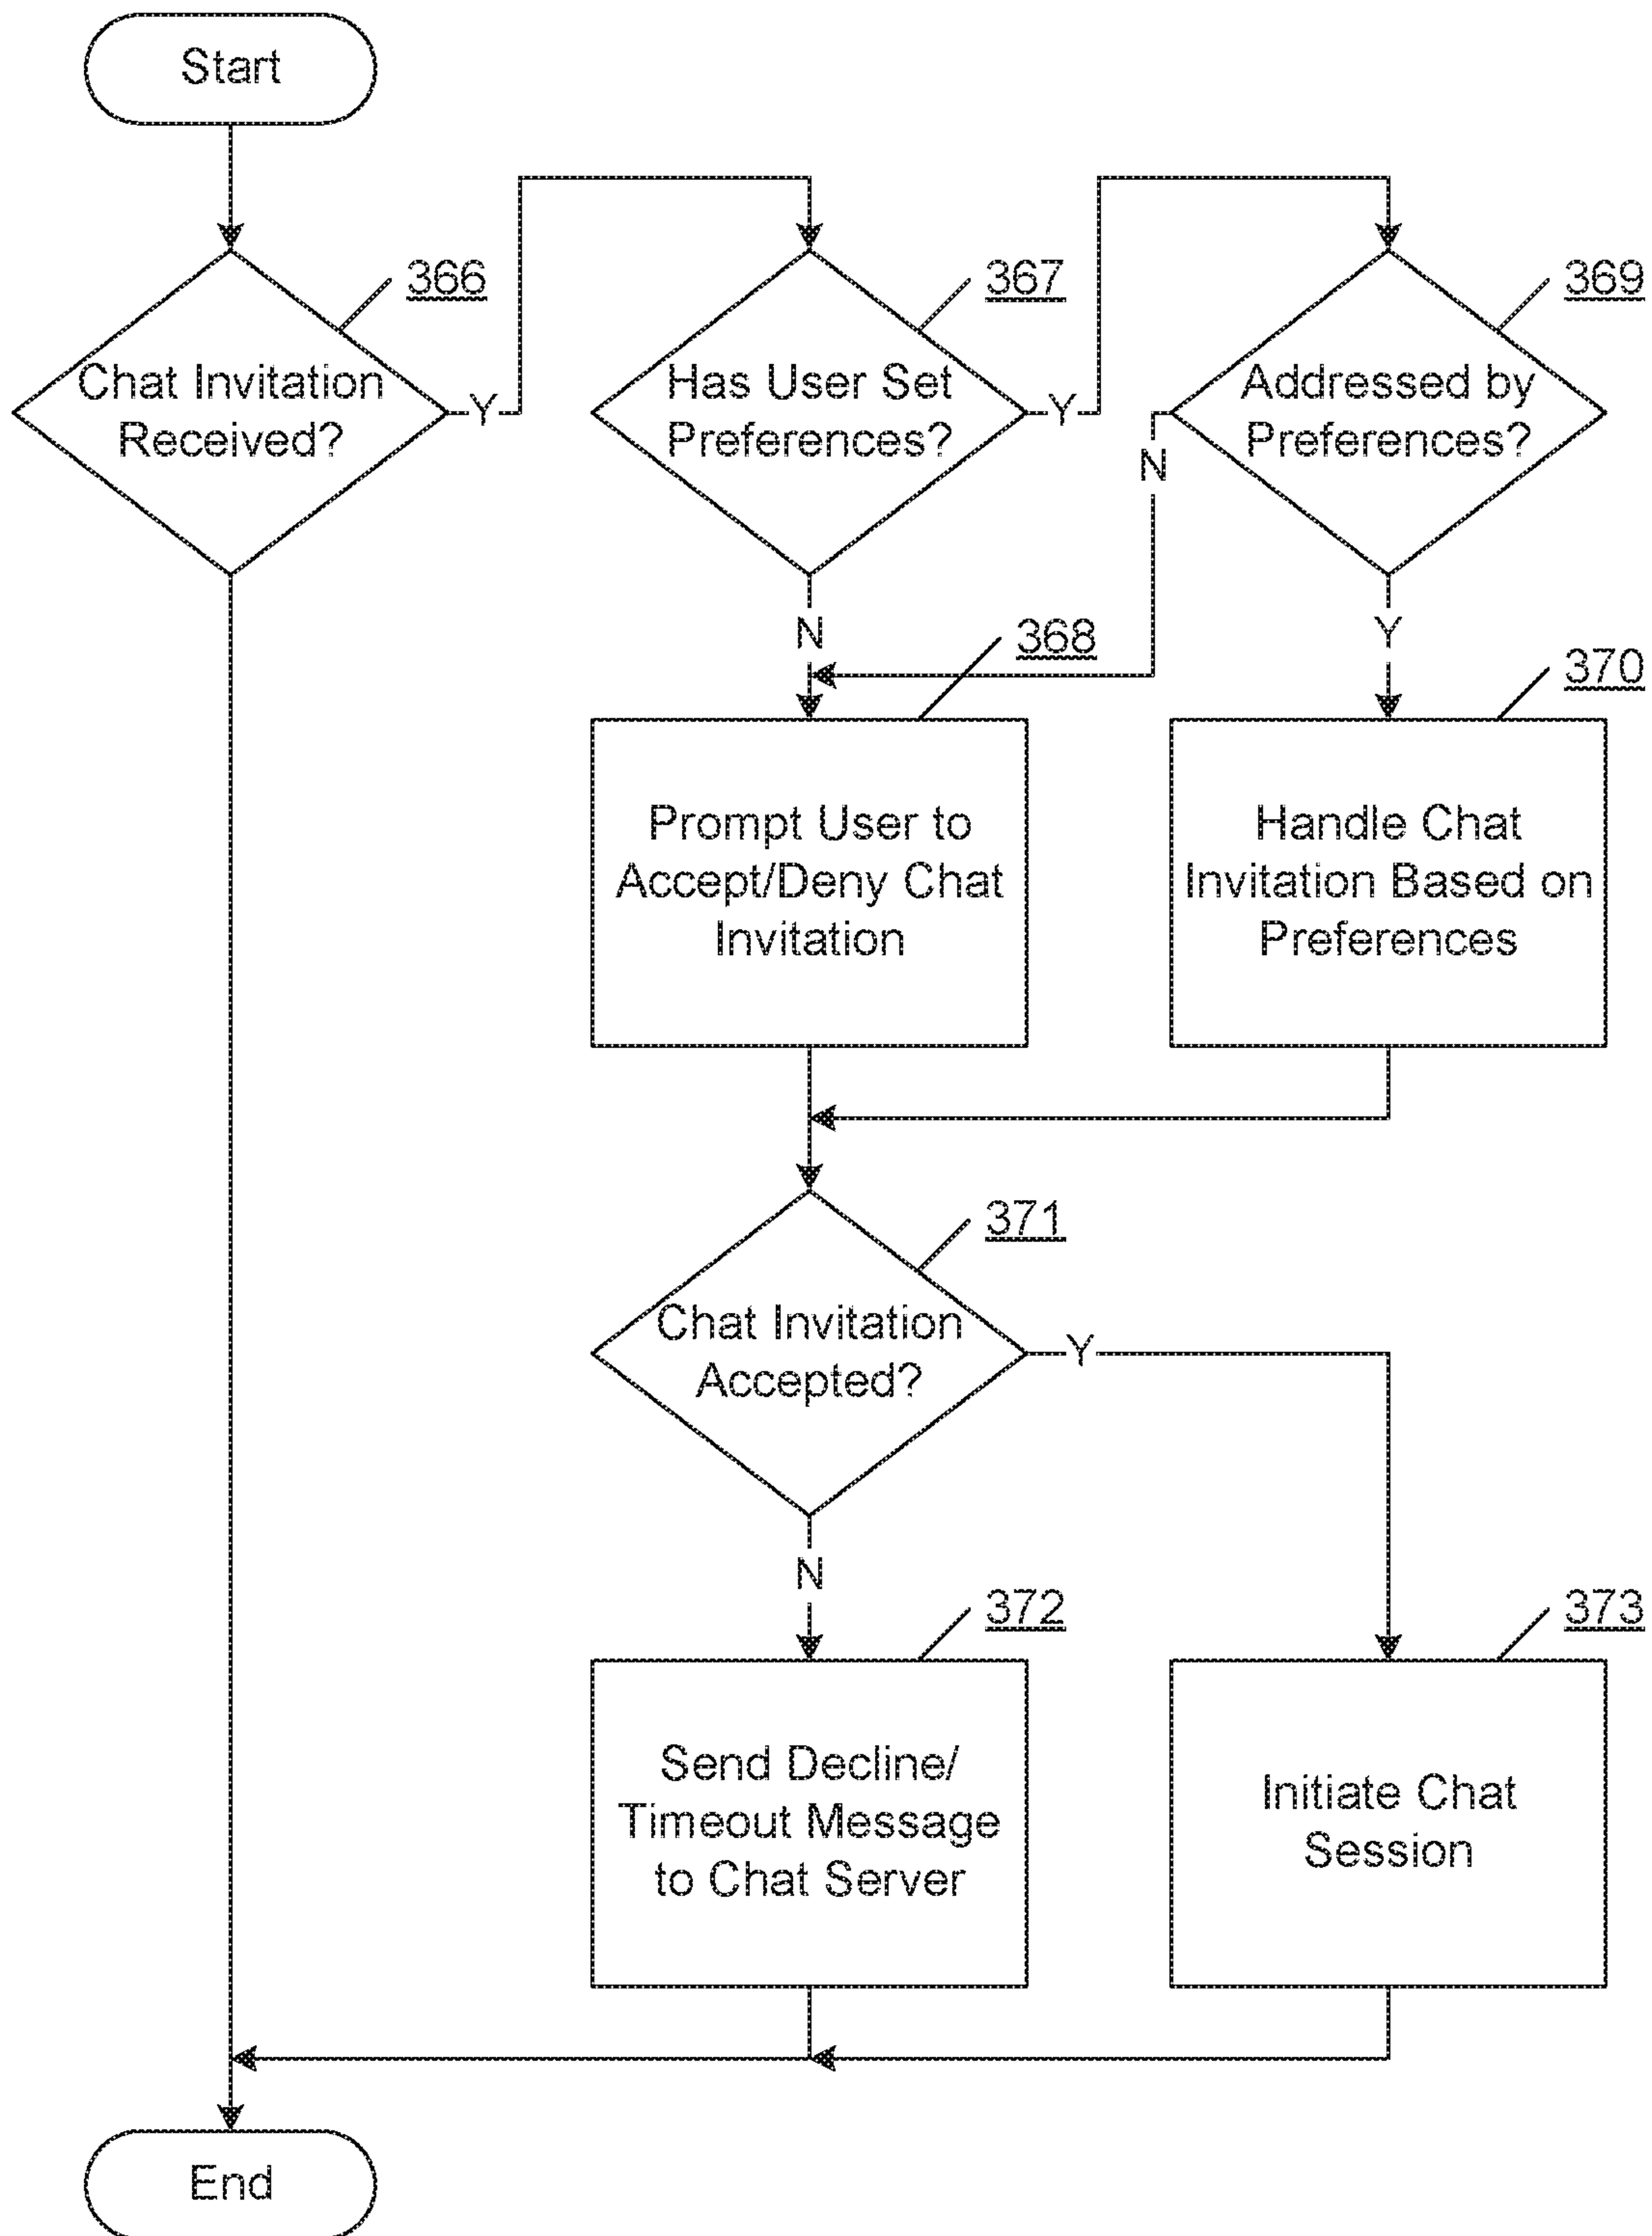 Start
366
Chat Invitation
Received?
Y
367
Has User Set
Preferences?
Y
369
Addressed by
Preferences?
N
N
Y
368
Prompt User to
Accept/Deny Chat
Invitation
370
Handle Chat
Invitation Based on
Preferences
371
Chat Invitation
Accepted?
Y
N
372
Send Decline/
Timeout Message
to Chat Server
373
Initiate Chat
Session
End